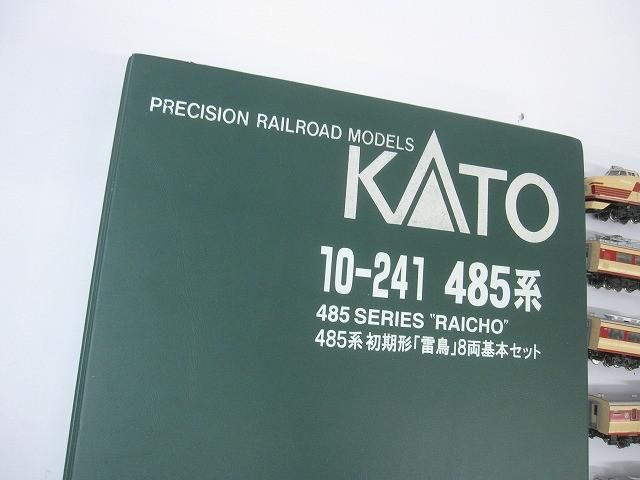 PRECISION RAILROAD MODELS
KATO
10-241 485系
485 SERIES "RAICHO"
485系 初期形「雷鳥」8両基本セット